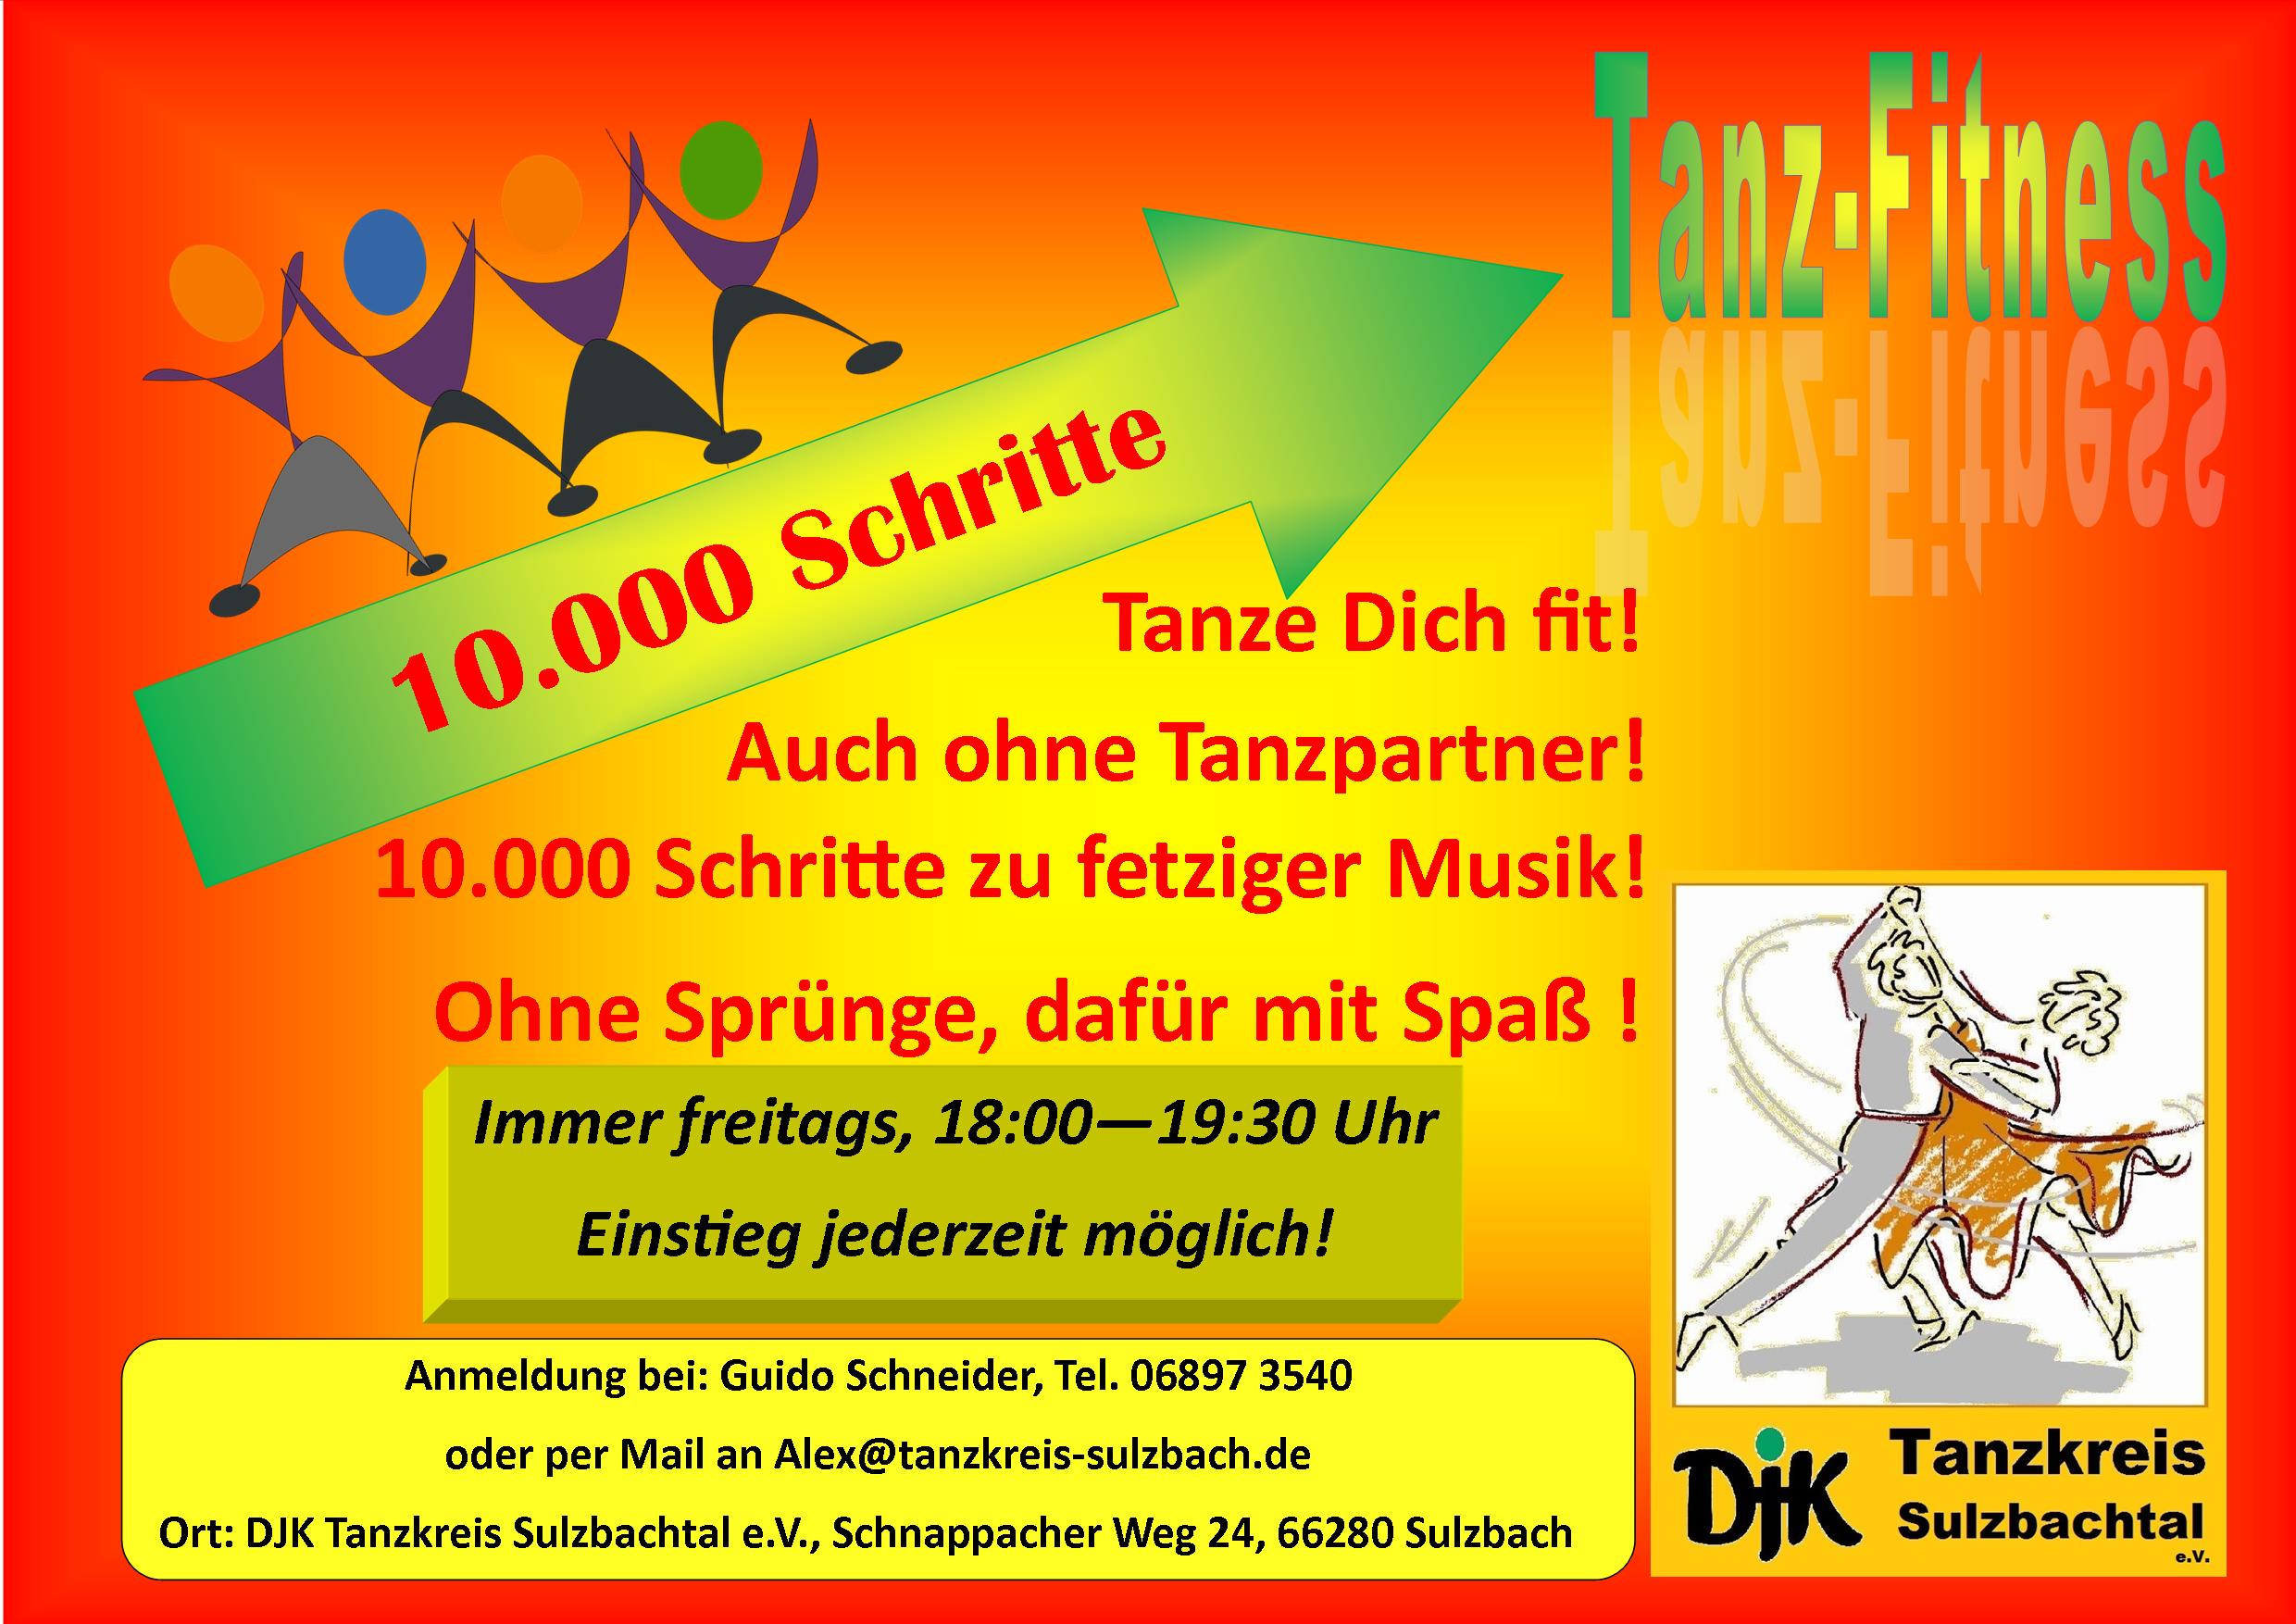 Tanz-Fitness
10.000 Schritte
Tanze Dich fit!
Auch ohne Tanzpartner!
10.000 Schritte zu fetziger Musik!
Ohne Sprünge, dafür mit Spaß !
Immer freitags, 18:00—19:30 Uhr
Einstieg jederzeit möglich!
Anmeldung bei: Guido Schneider, Tel. 06897 3540
oder per Mail an Alex@tanzkreis-sulzbach.de
Ort: DJK Tanzkreis Sulzbachtal e.V., Schnappacher Weg 24, 66280 Sulzbach
DjK Tanzkreis
Sulzbachtal
e.V.